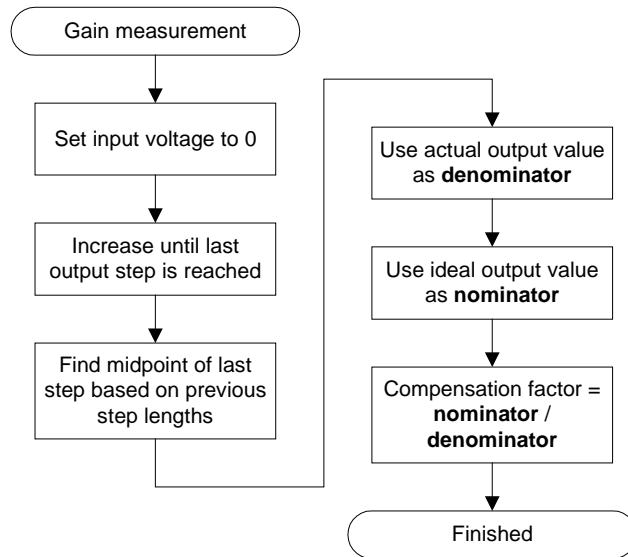 Gain measurement
Set input voltage to 0
Increase until last
output step is reached
Find midpoint of last
step based on previous
step lengths
Use actual output value
as denominator
Use ideal output value
as nominator
Compensation factor =
nominator /
denominator
Finished